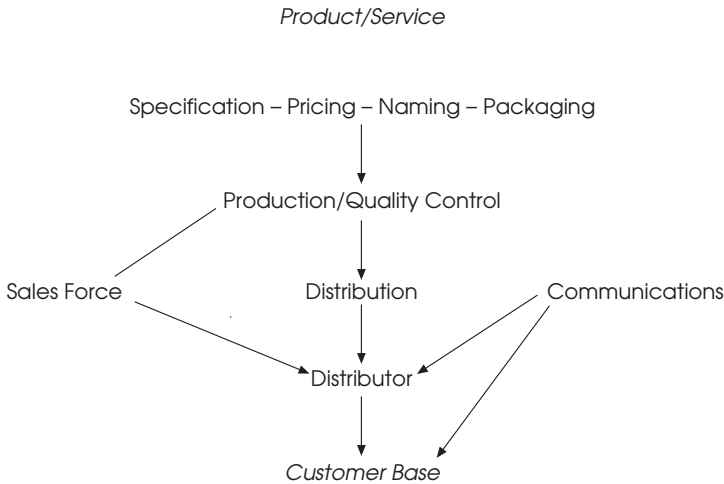 Product/Service
Specification – Pricing – Naming – Packaging
Production/Quality Control
Sales Force
Distribution
Communications
Distributor
Customer Base